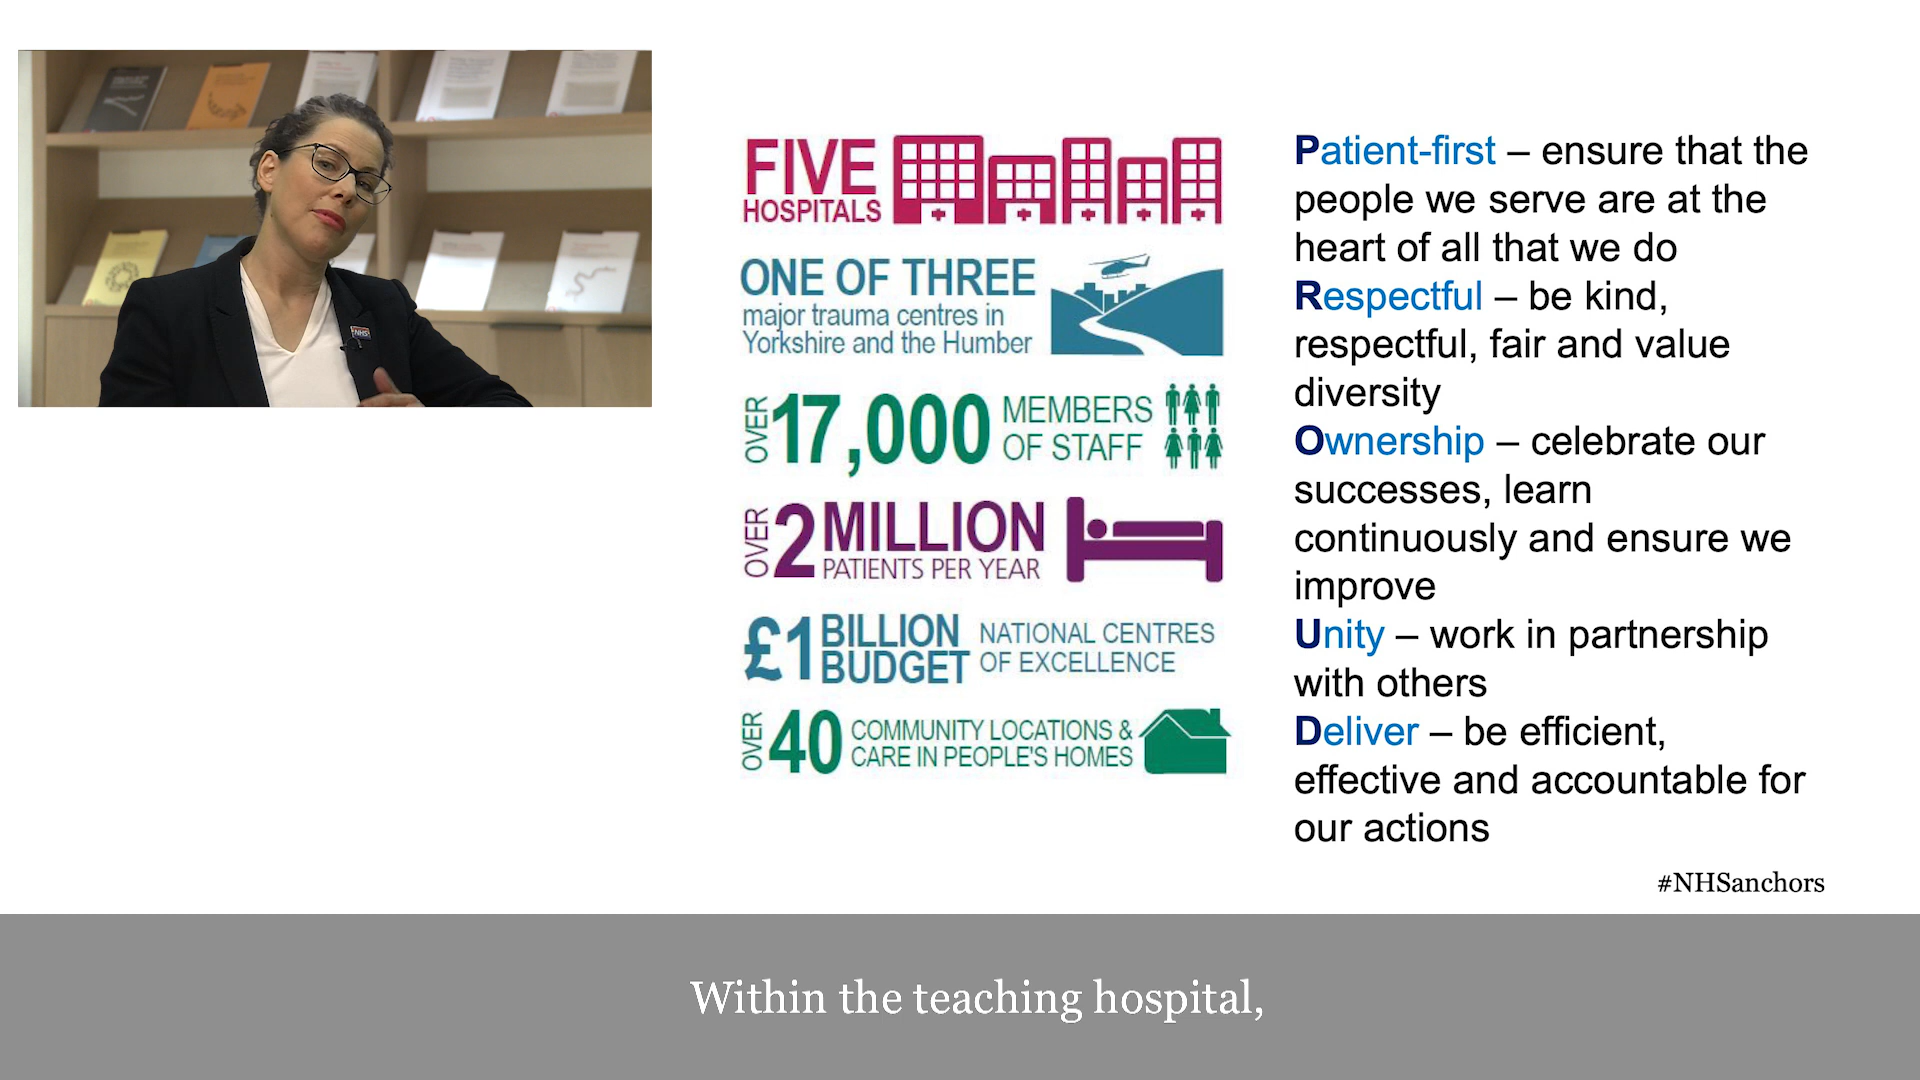 NHS
FIVE
HOSPITALS
ONE OF THREE
major trauma centres in
Yorkshire and the Humber
OVER 17,000 MEMBERS
OF STAFF
OVER 2 MILLION
PATIENTS PER YEAR
£1 BILLION
BUDGET
NATIONAL CENTRES
OF EXCELLENCE
OVER 40 COMMUNITY LOCATIONS &
CARE IN PEOPLE'S HOMES
Patient-first – ensure that the
people we serve are at the
heart of all that we do
Respectful – be kind,
respectful, fair and value
diversity
Ownership – celebrate our
successes, learn
continuously and ensure we
improve
Unity – work in partnership
with others
Deliver – be efficient,
effective and accountable for
our actions
#NHSanchors
Within the teaching hospital,